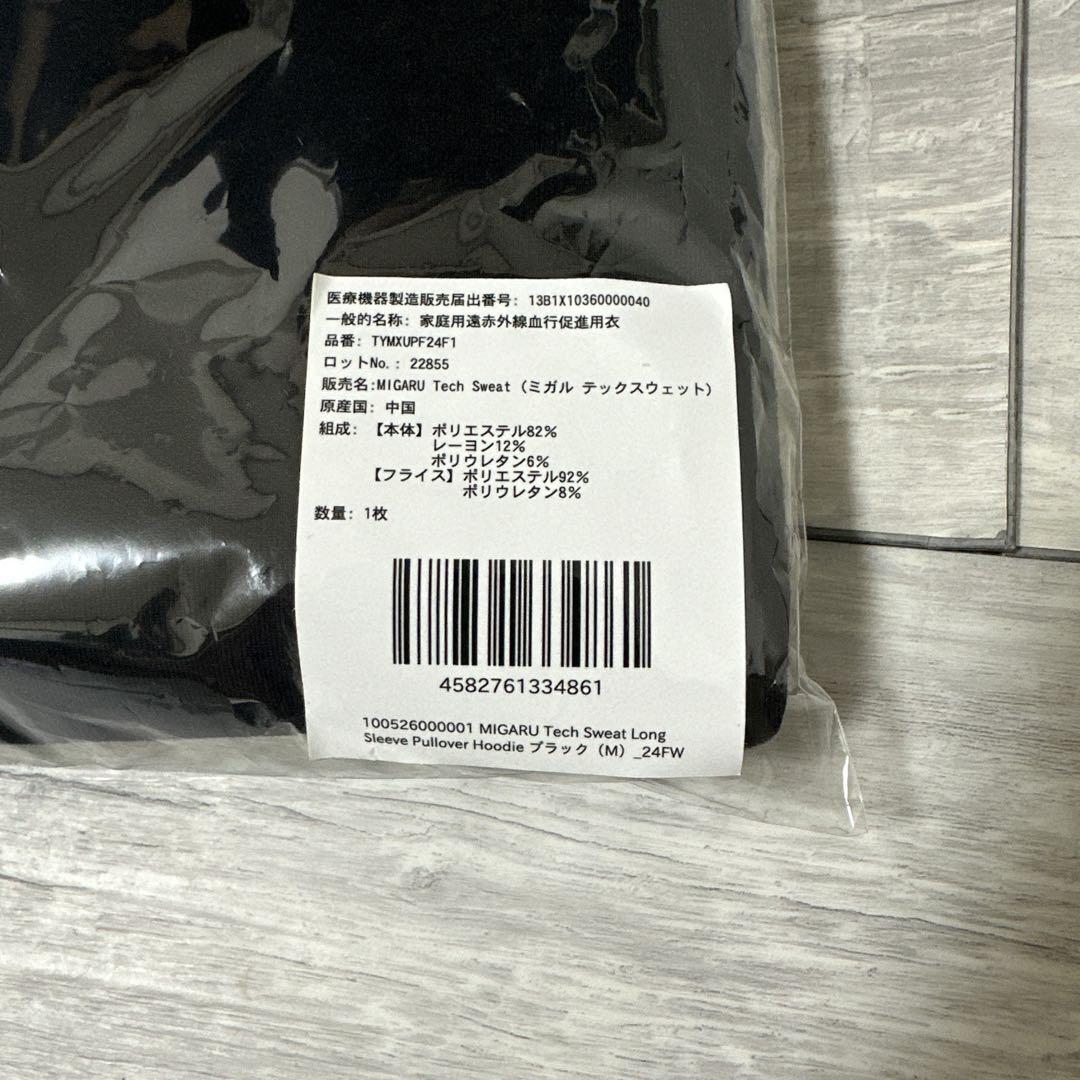 医療機器製造販売届出番号: 13B1X10360000040
一般的名称: 家庭用遠赤外線血行促進用衣
品番: TYMXUPF24F1
ロットNo.: 22855
販売名:MIGARU Tech Sweat (ミガル テックスウェット)
原産国: 中国
組成: 【本体】ポリエステル82%
レーヨン12%
ポリウレタン6%
【フライス】ポリエステル92%
ポリウレタン8%
数量: 1枚
4582761334861
100526000001 MIGARU Tech Sweat Long
Sleeve Pullover Hoodie ブラック (M) _24FW